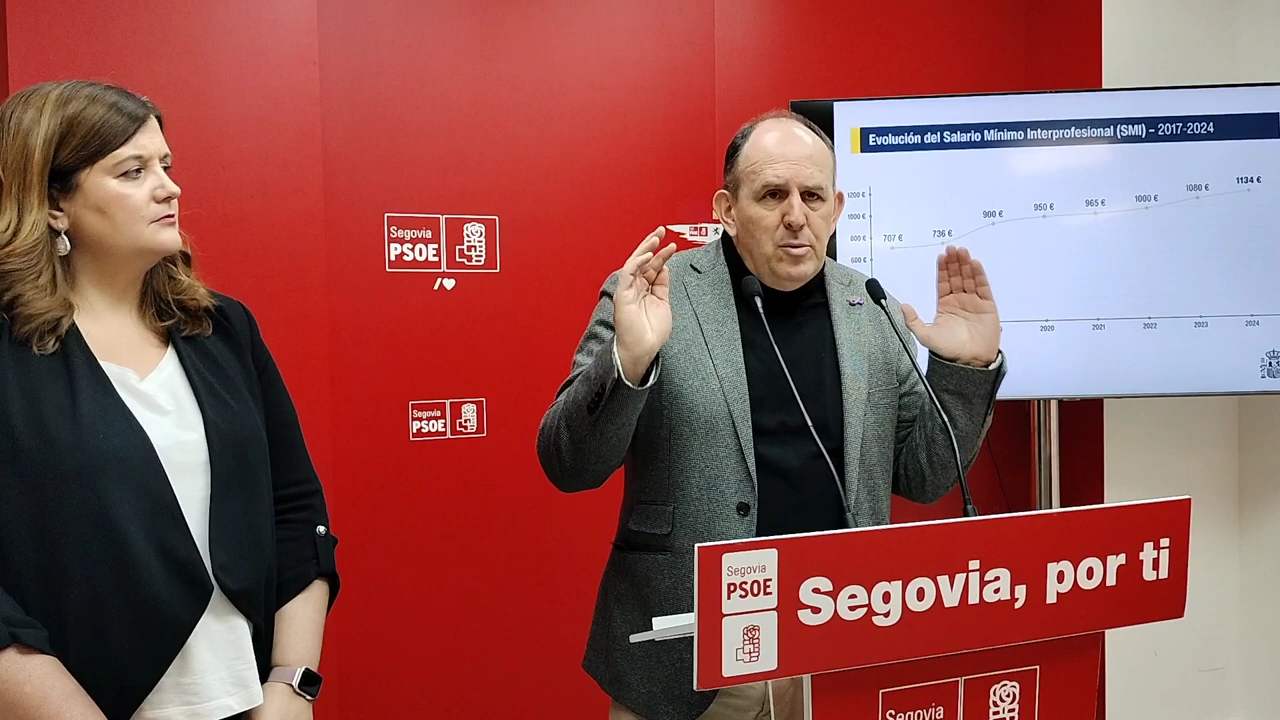 Segovia
PSOE
Segovia
PSOE
Evolución del Salario Mínimo Interprofesional (SMI) – 2017-2024
1200 €
1000 €
800 €
600 €
707 €
736 €
900 €
950 €
965 €
1000 €
1080 €
1134 €
2020
2021
2022
2023
2024
Segovia
PSOE
Segovia, por ti
Segovia